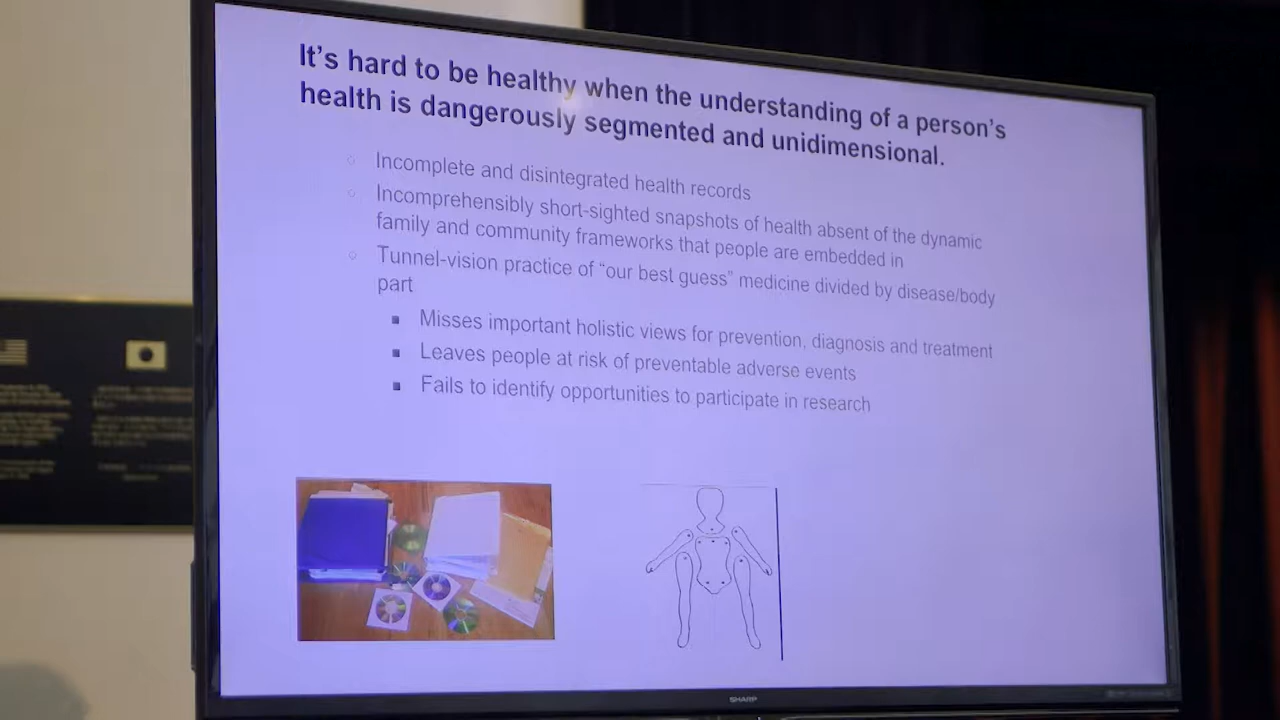 It's hard to be healthy when the understanding of a person's
health is dangerously segmented and unidimensional.
Incomplete and disintegrated health records
Incomprehensibly short-sighted snapshots of health absent of the dynamic
family and community frameworks that people are embedded in
Tunnel-vision practice of “our best guess” medicine divided by disease/body
part
Misses important holistic views for prevention, diagnosis and treatment
Leaves people at risk of preventable adverse events
Fails to identify opportunities to participate in research
SHARP